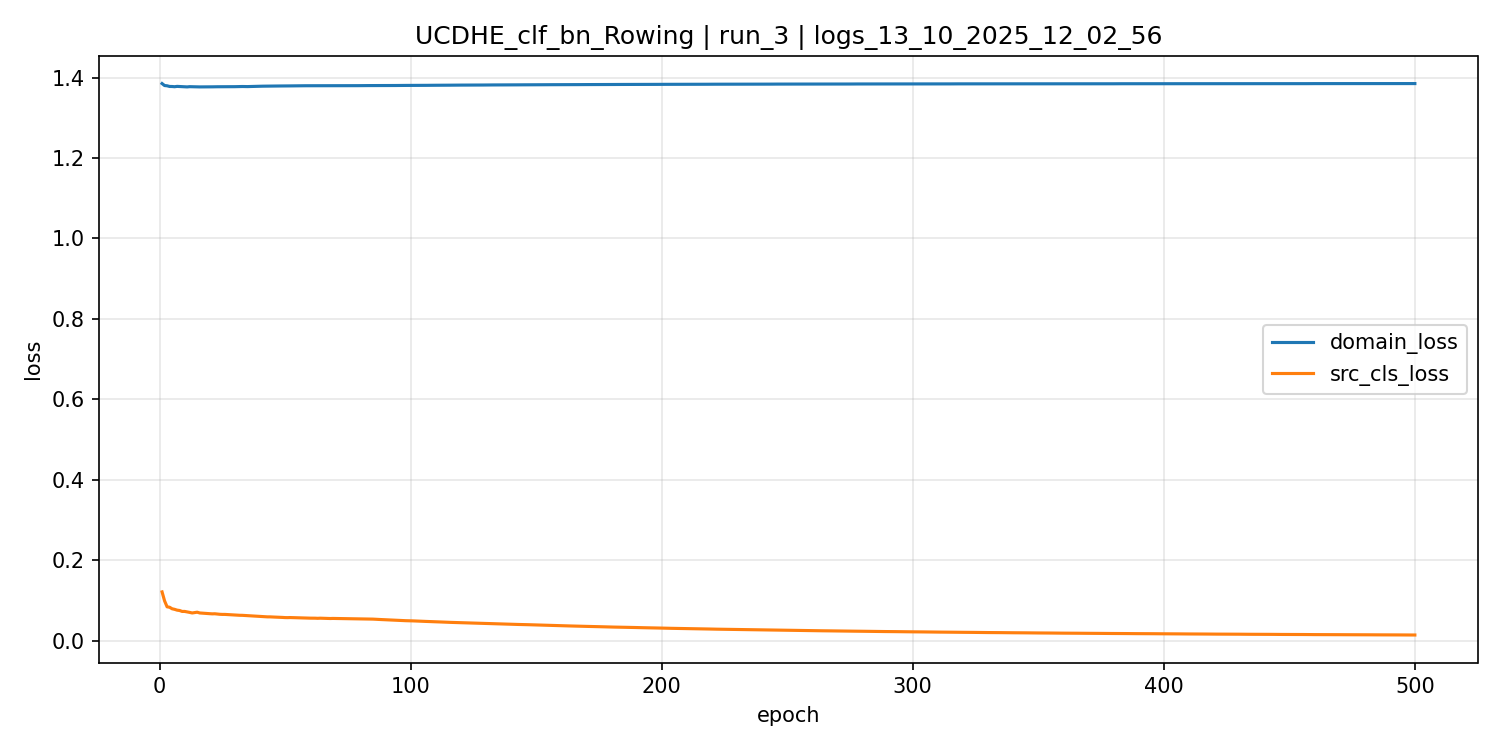 UCDHE_clf_bn_Rowing | run_3 | logs_13_10_2025_12_02_56
1.4
1.2
1.0
0.8
0.6
0.4
0.2
0.0
loss
domain_loss
src_cls_loss
0 100 200 300 400 500
epoch